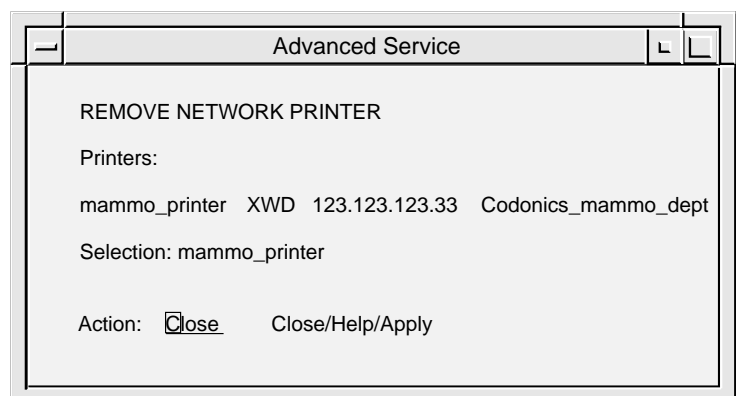 Advanced Service
REMOVE NETWORK PRINTER
Printers:
mammo_printer XWD 123.123.123.33 Codonics_mammo_dept
Selection: mammo_printer
Action: Close Close/Help/Apply